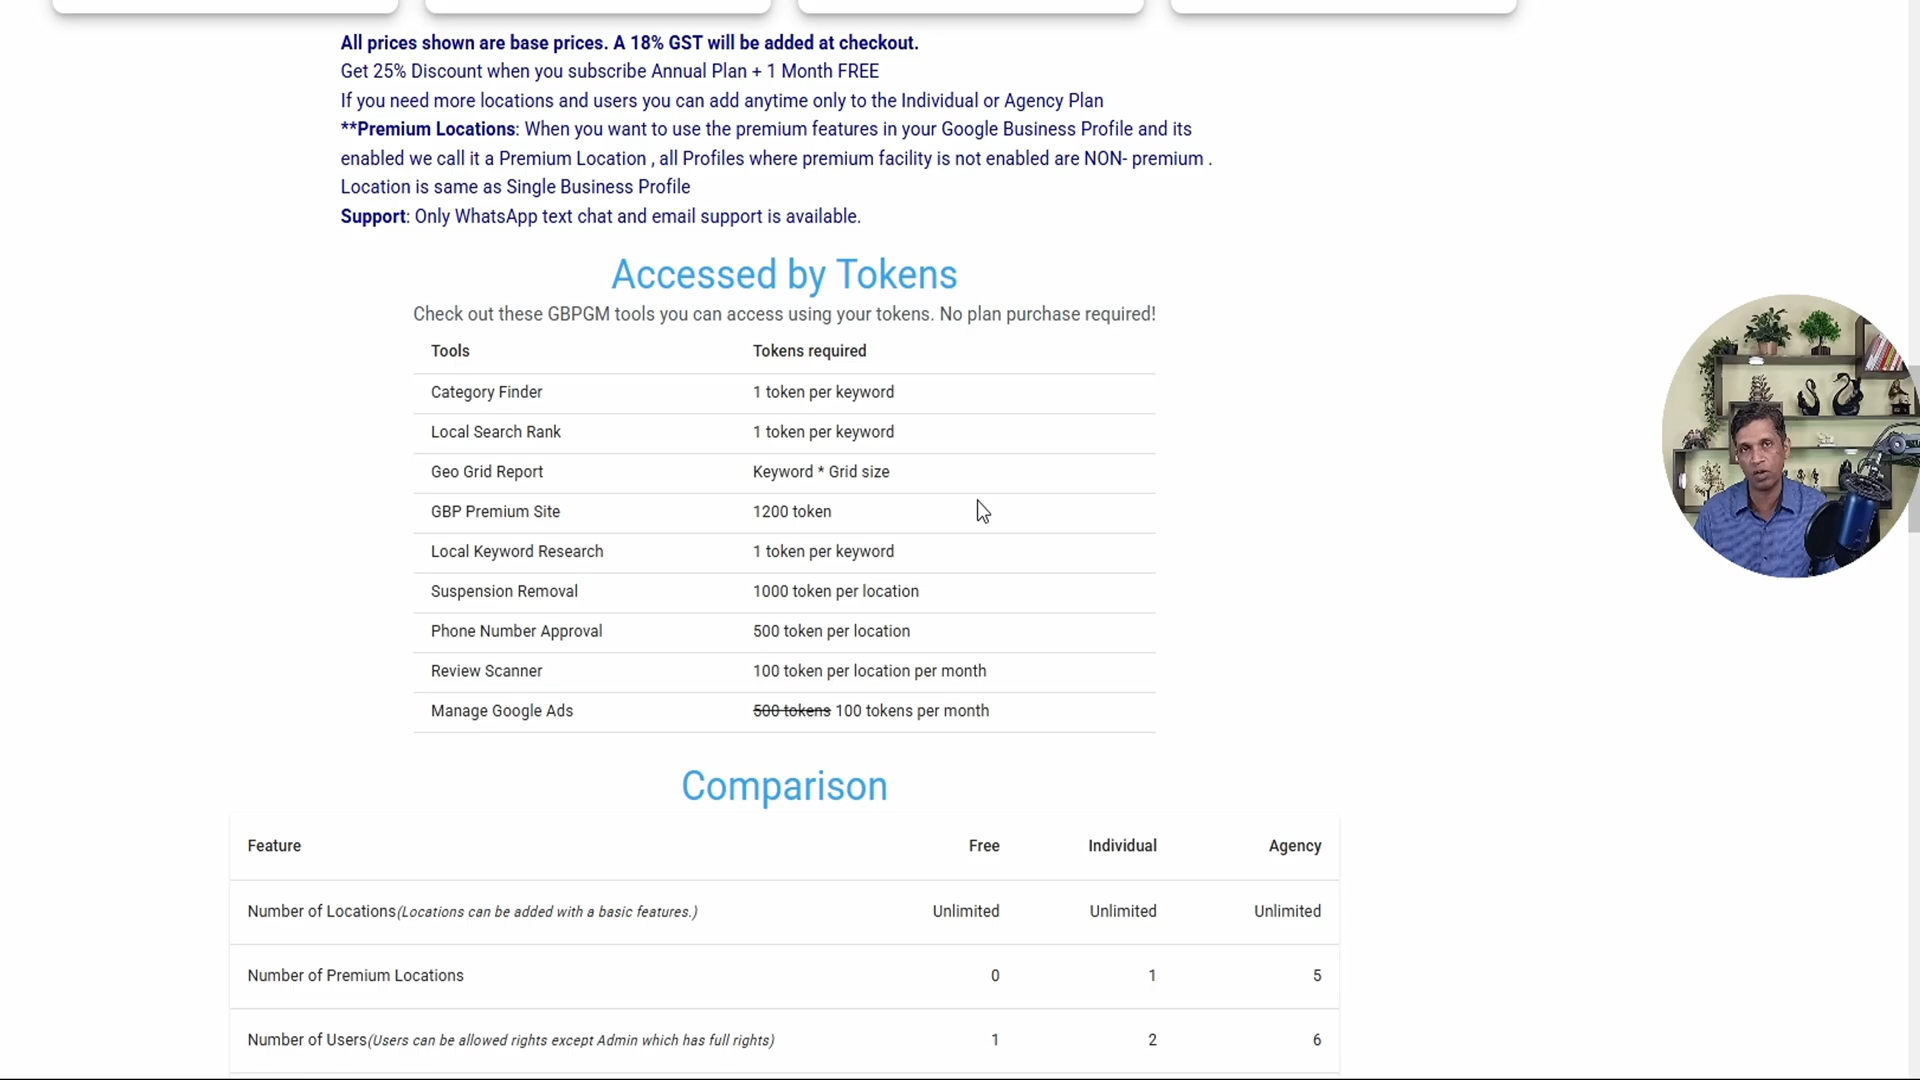 All prices shown are base prices. A 18% GST will be added at checkout.
Get 25% Discount when you subscribe Annual Plan + 1 Month FREE
If you need more locations and users you can add anytime only to the Individual or Agency Plan
**Premium Locations: When you want to use the premium features in your Google Business Profile and its
enabled we call it a Premium Location , all Profiles where premium facility is not enabled are NON- premium .
Location is same as Single Business Profile
Support: Only WhatsApp text chat and email support is available.
Accessed by Tokens
Check out these GBPGM tools you can access using your tokens. No plan purchase required!
Tools Tokens required
Category Finder 1 token per keyword
Local Search Rank 1 token per keyword
Geo Grid Report Keyword * Grid size
GBP Premium Site 1200 token
Local Keyword Research 1 token per keyword
Suspension Removal 1000 token per location
Phone Number Approval 500 token per location
Review Scanner 100 token per location per month
Manage Google Ads 500 tokens 100 tokens per month
Comparison
Feature Free Individual Agency
Number of Locations(Locations can be added with a basic features.) Unlimited Unlimited Unlimited
Number of Premium Locations 0 1 5
Number of Users(Users can be allowed rights except Admin which has full rights) 1 2 6